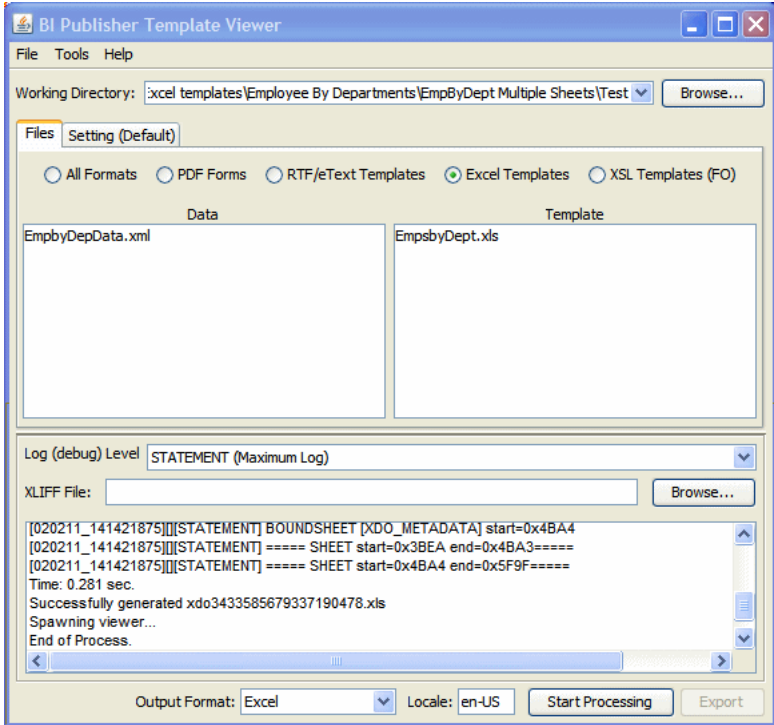 BI Publisher Template Viewer
File Tools Help
Working Directory: Excel templates\Employee By Departments\EmpByDept Multiple Sheets\Test Browse...
Files Setting (Default)
All Formats PDF Forms RTF/eText Templates Excel Templates XSL Templates (FO)
Data Template
EmpbyDepData.xml EmpsbyDept.xls
Log (debug) Level STATEMENT (Maximum Log)
XLIFF File: Browse...
[020211_141421875][][STATEMENT] BOUNDSHEET [XDO_METADATA] start=0x4BA4
[020211_141421875][][STATEMENT] ===== SHEET start=0x3BEA end=0x4BA3=====
[020211_141421875][][STATEMENT] ===== SHEET start=0x4BA4 end=0x5F9F=====
Time: 0.281 sec.
Successfully generated xdo3433585679337190478.xls
Spawning viewer...
End of Process.
Output Format: Excel Locale: en-US Start Processing Export